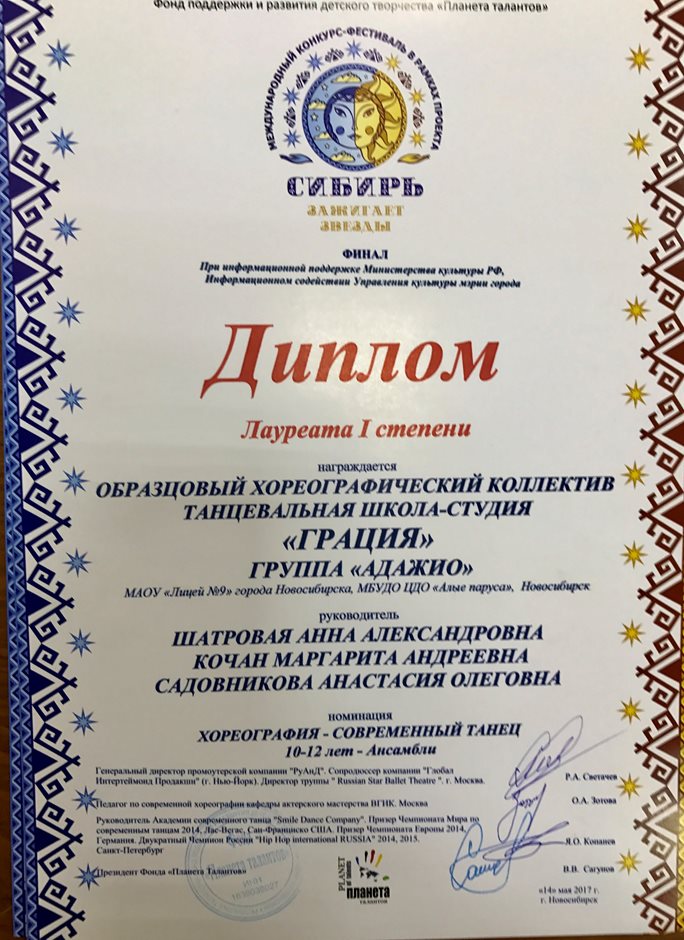 Фонд поддержки и развития детского творчества «Планета талантов»
МЕЖДУНАРОДНЫЙ КОНКУРС-ФЕСТИВАЛЬ В РАМКАХ ПРОЕКТА
СИБИРЬ
ЗАЖИГАЕТ
ЗВЕЗДЫ
ФИНАЛ
При информационной поддержке Министерства культуры РФ,
Информационном содействии Управления культуры мэрии города
Диплом
Лауреата I степени
награждается
ОБРАЗЦОВЫЙ ХОРЕОГРАФИЧЕСКИЙ КОЛЛЕКТИВ
ТАНЦЕВАЛЬНАЯ ШКОЛА-СТУДИЯ
«ГРАЦИЯ»
ГРУППА «АДАЖИО»
МАОУ «Лицей №9» города Новосибирска, МБУДО ЦДО «Алые паруса», Новосибирск
руководитель
ШАТРОВАЯ АННА АЛЕКСАНДРОВНА
КОЧАН МАРГАРИТА АНДРЕЕВНА
САДОВНИКОВА АНАСТАСИЯ ОЛЕГОВНА
номинация
ХОРЕОГРАФИЯ - СОВРЕМЕННЫЙ ТАНЕЦ
10-12 лет - Ансамбли
Генеральный директор промоутерской компании "РуАнД". Сопродюссер компании "Глобал
Интертеймонд Продакшн" (г. Нью-Йорк). Директор труппы " Russian Star Ballet Theatre ". г. Москва.
Р.А. Светачев
Педагог по современной хореографии кафедры актерского мастерства ВГИК. Москва
О.А. Зотова
Руководитель Академии современного танца "Smile Dance Company". Призер Чемпионата Мира по
современным танцам 2014, Лас-Вегас, Сан-Франциско США. Призер Чемпионата Европы 2014,
Германия. Двукратный Чемпион России "Hip Hop international RUSSIA" 2014, 2015.
Санкт-Петербург
Я.О. Копанев
Президент Фонда «Планета Талантов»
В.В. Сагунов
PLANET
планета
талантов
«14» мая 2017 г.
г. Новосибирск